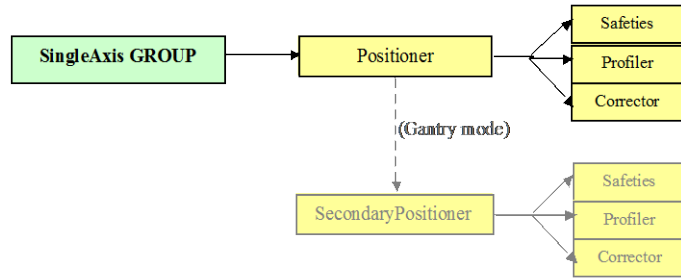 SingleAxis GROUP
Positioner
Safeties
Profiler
Corrector
(Gantry mode)
SecondaryPositioner
Safeties
Profiler
Corrector